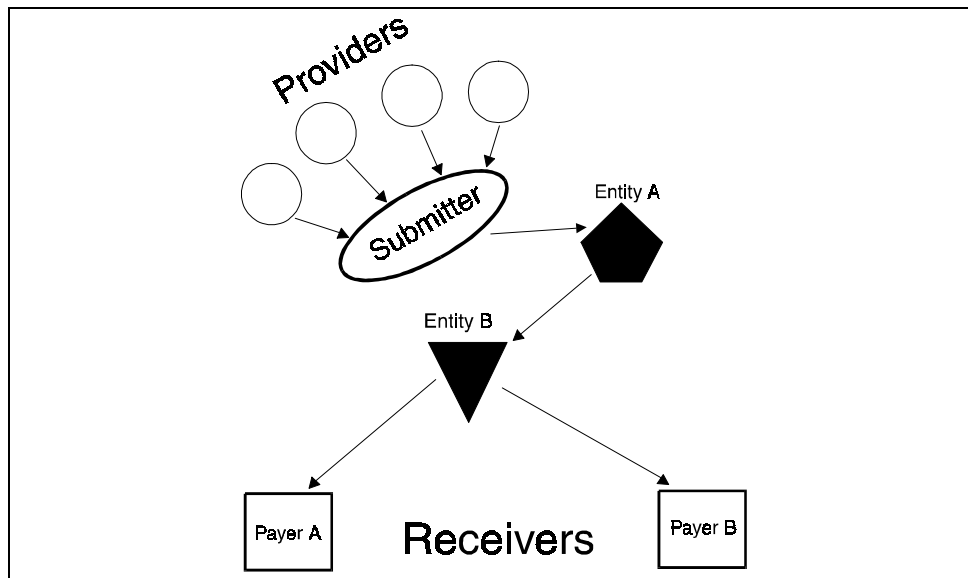 Providers
Submitter
Entity A
Entity B
Payer A
Receivers
Payer B